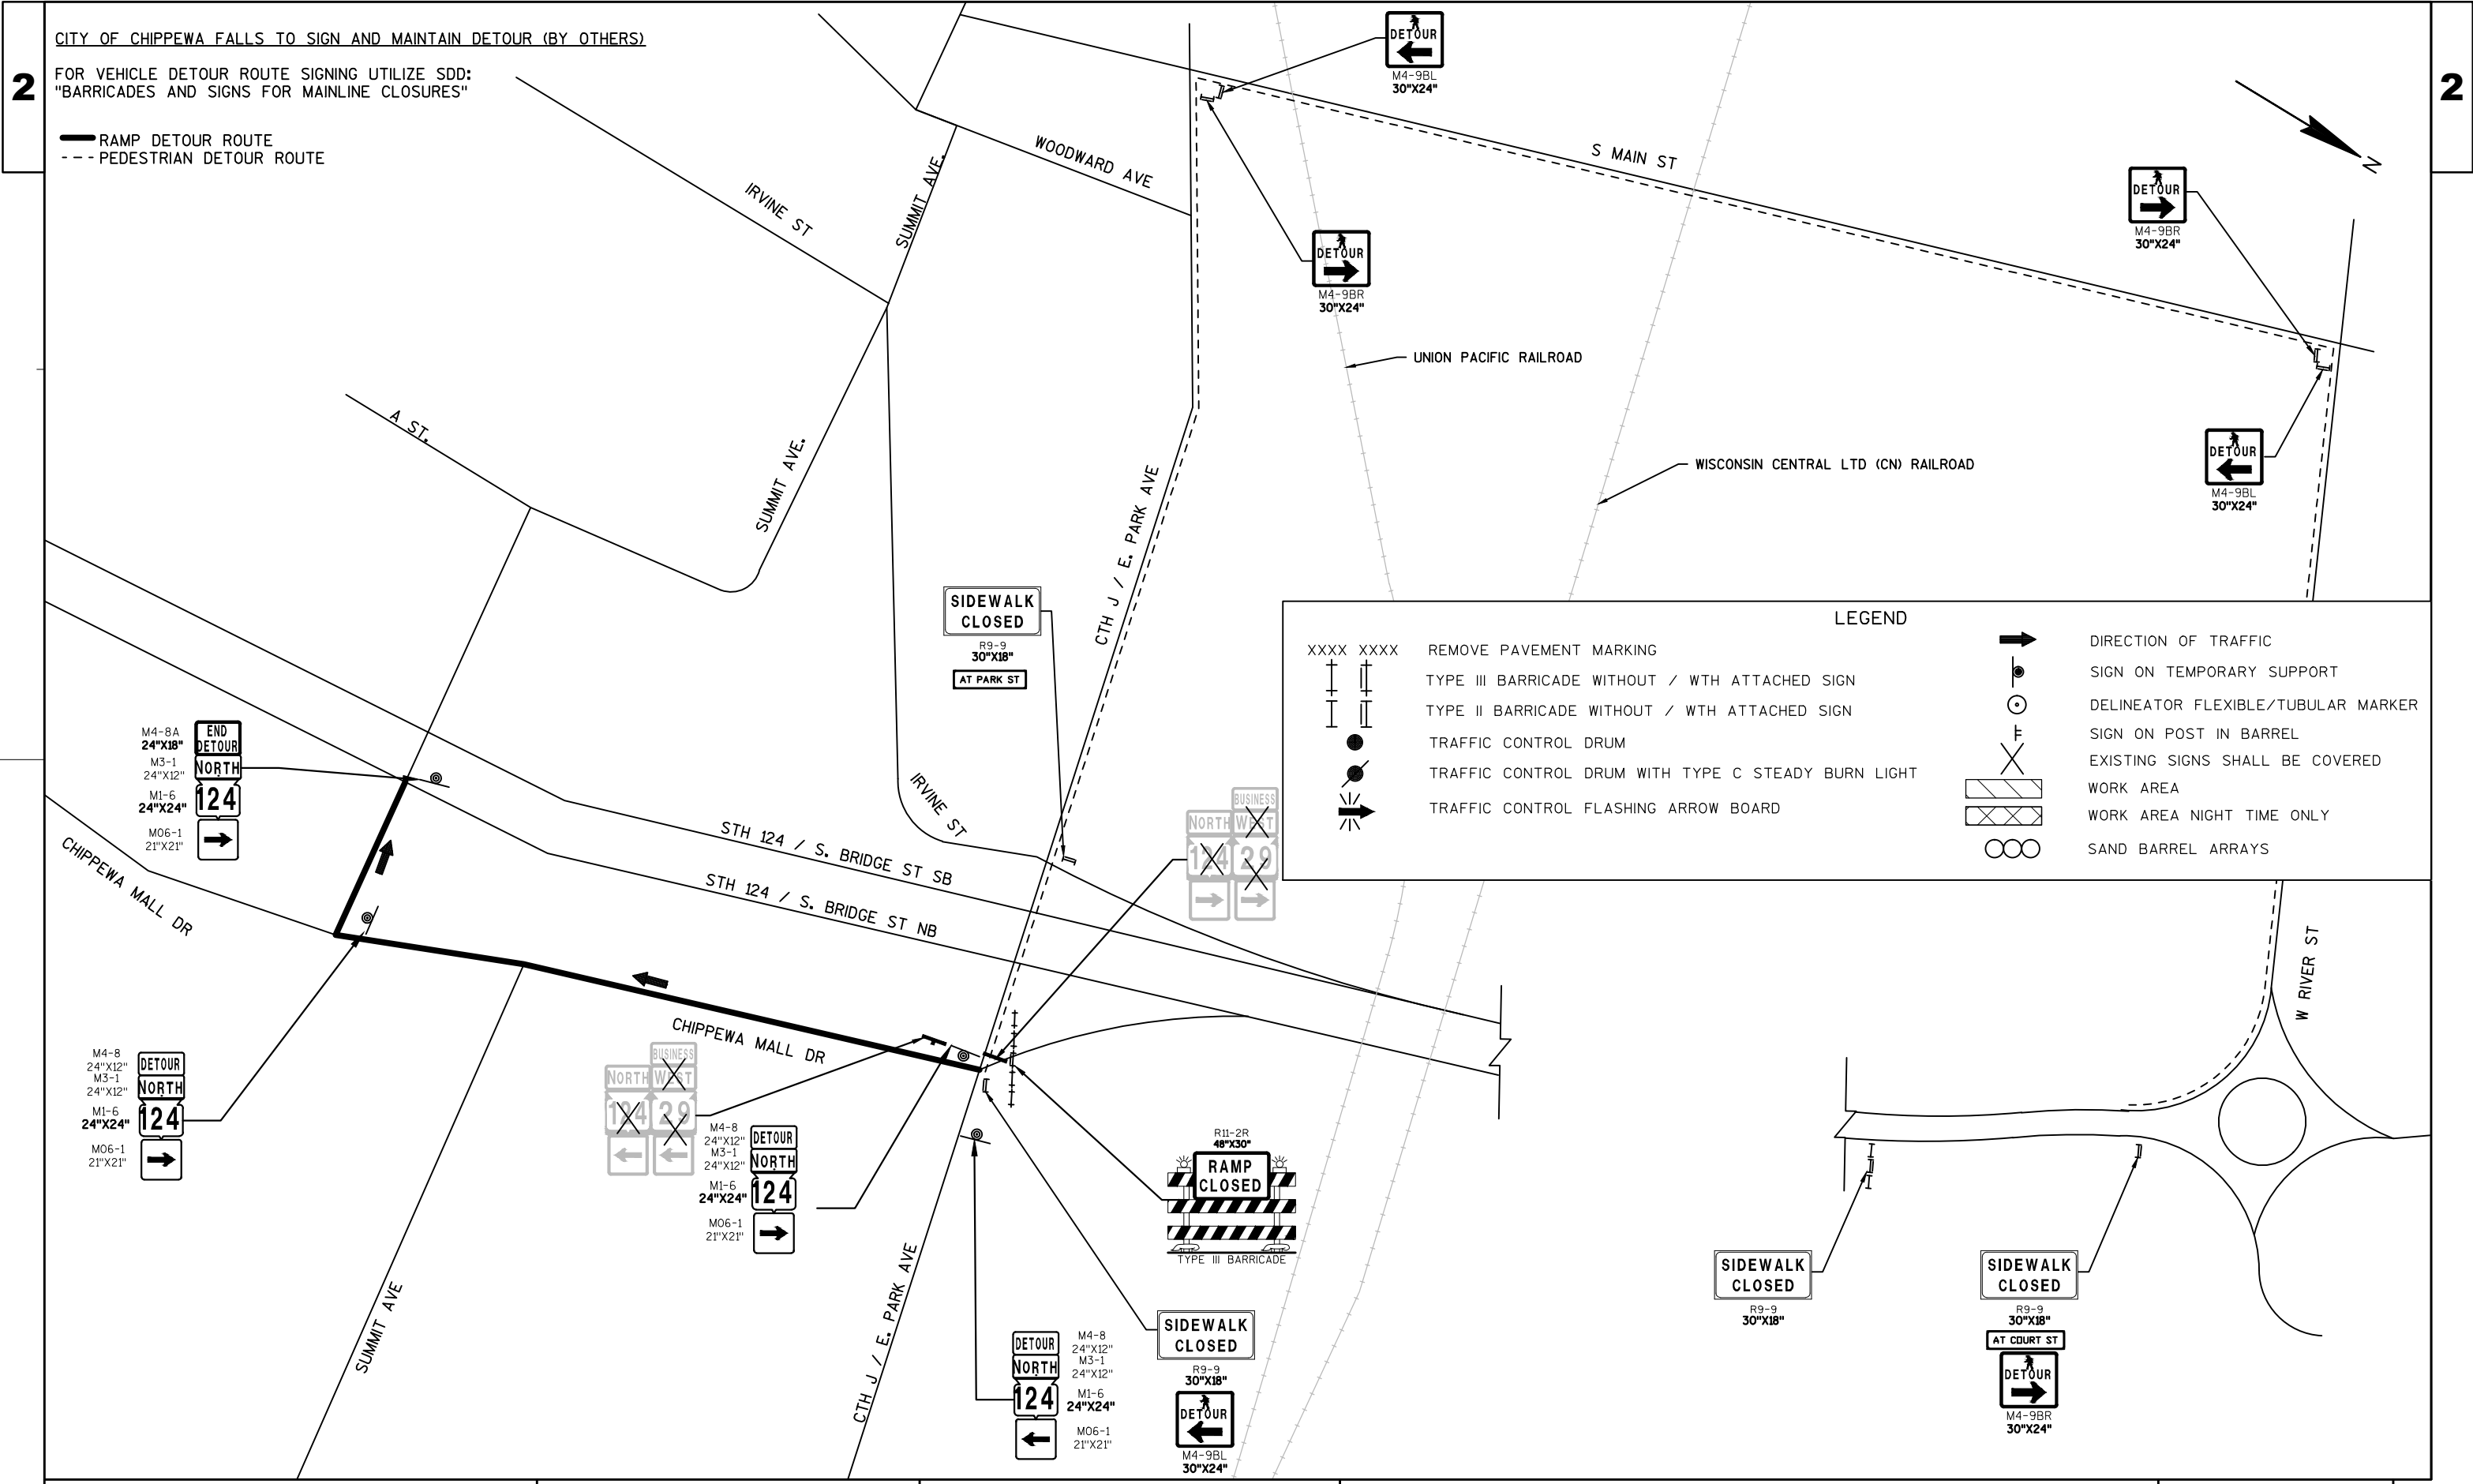 2
CITY OF CHIPPEWA FALLS TO SIGN AND MAINTAIN DETOUR (BY OTHERS)
FOR VEHICLE DETOUR ROUTE SIGNING UTILIZE SDD:
"BARRICADES AND SIGNS FOR MAINLINE CLOSURES"
RAMP DETOUR ROUTE
PEDESTRIAN DETOUR ROUTE
2
N
DETOUR
M4-9BL
30"X24"
WOODWARD AVE
S MAIN ST
IRVINE ST
SUMMIT AVE.
DETOUR
M4-9BR
30"X24"
DETOUR
M4-9BR
30"X24"
UNION PACIFIC RAILROAD
WISCONSIN CENTRAL LTD (CN) RAILROAD
DETOUR
M4-9BL
30"X24"
A ST.
SUMMIT AVE.
CTH J / E. PARK AVE
SIDEWALK
CLOSED
R9-9
30"X18"
AT PARK ST
LEGEND
XXXX XXXX REMOVE PAVEMENT MARKING
TYPE III BARRICADE WITHOUT / WTH ATTACHED SIGN
TYPE II BARRICADE WITHOUT / WTH ATTACHED SIGN
TRAFFIC CONTROL DRUM
TRAFFIC CONTROL DRUM WITH TYPE C STEADY BURN LIGHT
TRAFFIC CONTROL FLASHING ARROW BOARD
DIRECTION OF TRAFFIC
SIGN ON TEMPORARY SUPPORT
DELINEATOR FLEXIBLE/TUBULAR MARKER
SIGN ON POST IN BARREL
EXISTING SIGNS SHALL BE COVERED
WORK AREA
WORK AREA NIGHT TIME ONLY
SAND BARREL ARRAYS
M4-8A
24"X18"
END
DETOUR
M3-1
24"X12"
NORTH
M1-6
24"X24"
124
M06-1
21"X21"
CHIPPEWA MALL DR
IRVINE ST
STH 124 / S. BRIDGE ST SB
STH 124 / S. BRIDGE ST NB
BUSINESS
NORTH WEST
124 29
CHIPPEWA MALL DR
W RIVER ST
M4-8
24"X12"
DETOUR
M3-1
24"X12"
NORTH
M1-6
24"X24"
124
M06-1
21"X21"
BUSINESS
NORTH WEST
124 29
M4-8
24"X12"
DETOUR
M3-1
24"X12"
NORTH
M1-6
24"X24"
124
M06-1
21"X21"
R11-2R
48"X30"
RAMP
CLOSED
TYPE III BARRICADE
SUMMIT AVE
CTH J / E. PARK AVE
DETOUR
M4-8
24"X12"
NORTH
M3-1
24"X12"
124
M1-6
24"X24"
M06-1
21"X21"
SIDEWALK
CLOSED
R9-9
30"X18"
DETOUR
M4-9BL
30"X24"
SIDEWALK
CLOSED
R9-9
30"X18"
SIDEWALK
CLOSED
R9-9
30"X18"
AT COURT ST
DETOUR
M4-9BR
30"X24"